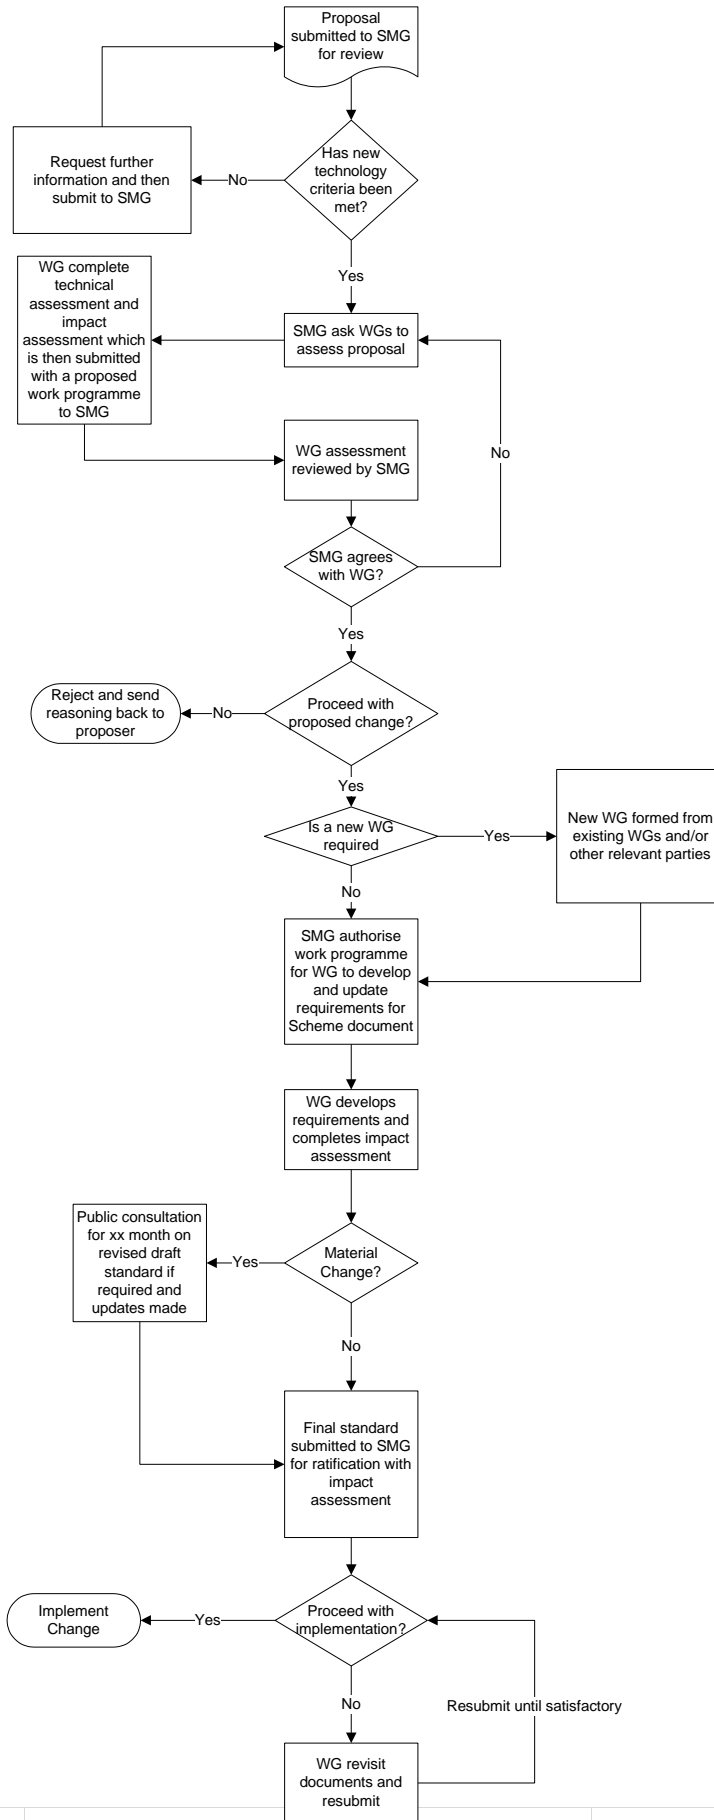 Proposal
submitted to SMG
for review
Has new
technology
criteria been
met?
No
Request further
information and then
submit to SMG
Yes
SMG ask WGs to
assess proposal
WG complete
technical
assessment and
impact
assessment which
is then submitted
with a proposed
work programme
to SMG
WG assessment
reviewed by SMG
No
SMG agrees
with WG?
Yes
Proceed with
proposed change?
No
Reject and send
reasoning back to
proposer
Yes
Is a new WG
required
Yes
New WG formed from
existing WGs and/or
other relevant parties
No
SMG authorise
work programme
for WG to develop
and update
requirements for
Scheme document
WG develops
requirements and
completes impact
assessment
Material
Change?
Yes
Public consultation
for xx month on
revised draft
standard if
required and
updates made
No
Final standard
submitted to SMG
for ratification with
impact
assessment
Proceed with
implementation?
Yes
Implement
Change
No
Resubmit until satisfactory
WG revisit
documents and
resubmit